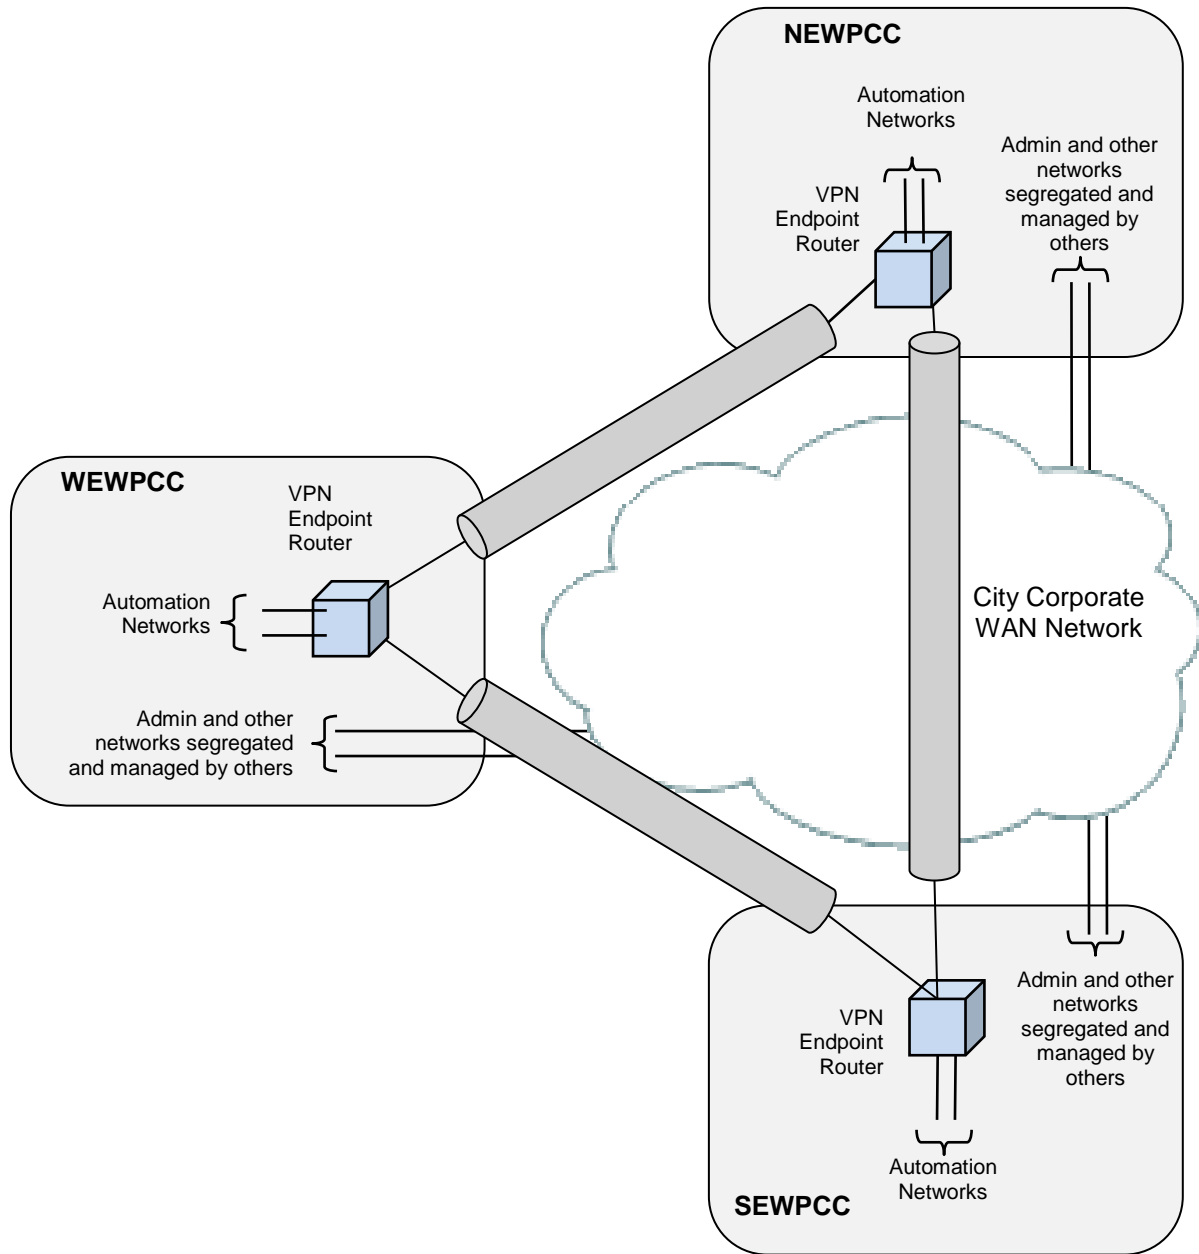 NEWPCC
Automation
Networks
Admin and other
networks
segregated and
managed by
others
VPN
Endpoint
Router
WEWPCC
VPN
Endpoint
Router
Automation
Networks
City Corporate
WAN Network
Admin and other
networks segregated
and managed by others
Admin and other
networks
segregated and
managed by
others
VPN
Endpoint
Router
Automation
Networks
SEWPCC